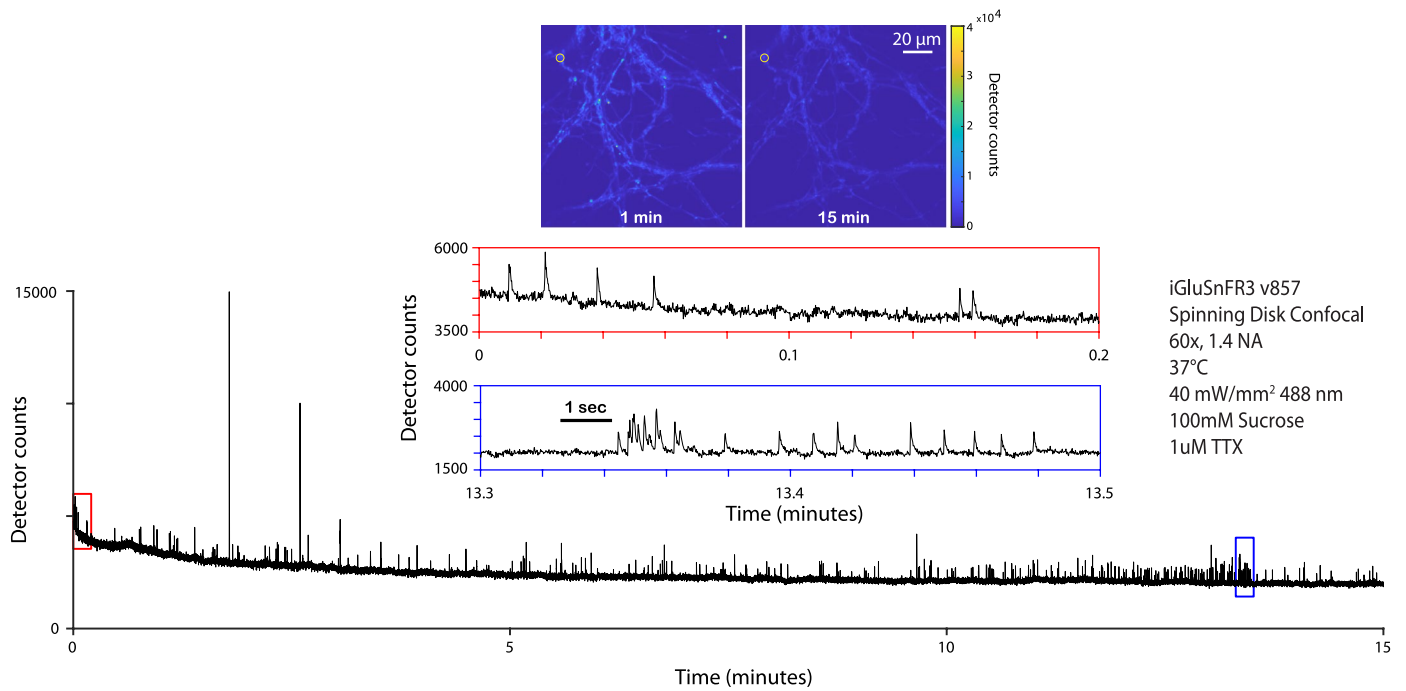 4 x10⁴
3
2
1
0
Detector counts
20 µm
1 min
15 min
6000
3500
0
0.1
0.2
4000
1500
1 sec
13.3
13.4
13.5
Time (minutes)
Detector counts
iGluSnFR3 v857
Spinning Disk Confocal
60x, 1.4 NA
37°C
40 mW/mm² 488 nm
100mM Sucrose
1uM TTX
15000
0
Detector counts
0
5
10
15
Time (minutes)